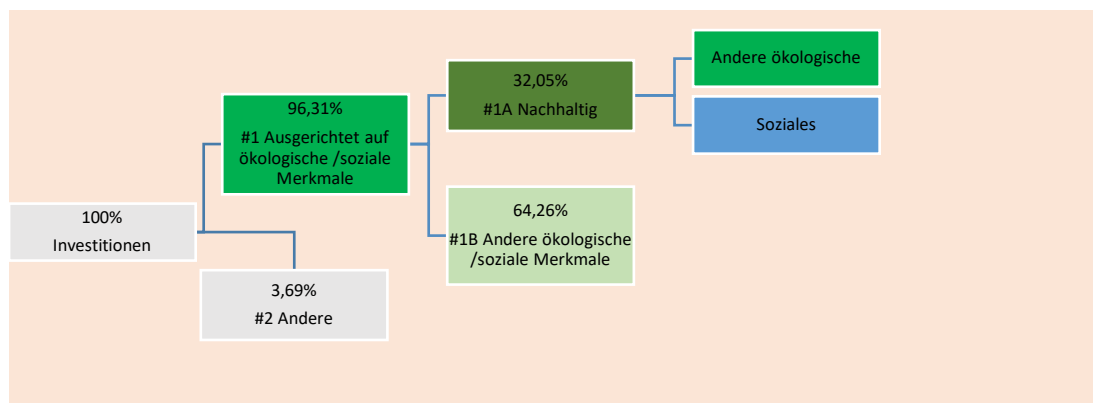 100%
Investitionen
96,31%
#1 Ausgerichtet auf
ökologische /soziale
Merkmale
3,69%
#2 Andere
32,05%
#1A Nachhaltig
64,26%
#1B Andere ökologische
/soziale Merkmale
Andere ökologische
Soziales